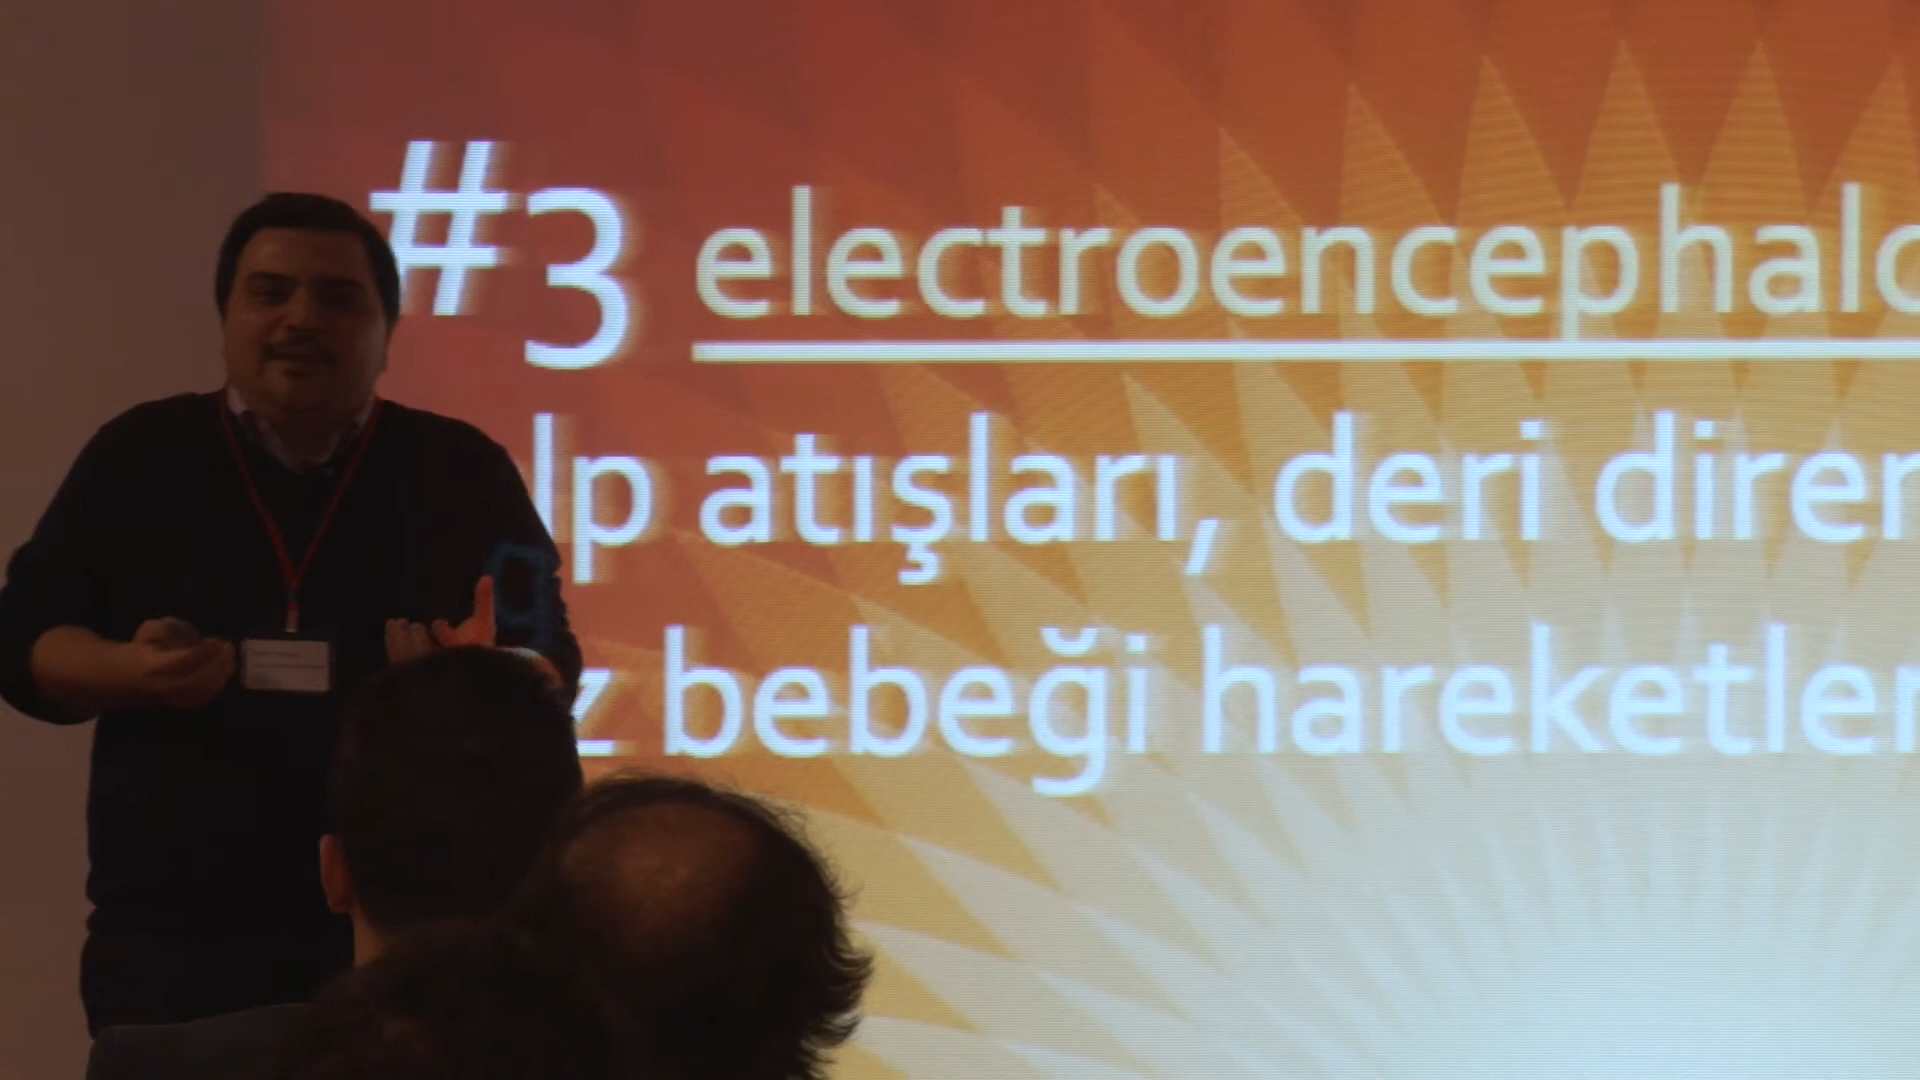 #3 electroencephalo
lp atışları, deri diren
z bebeği hareketler